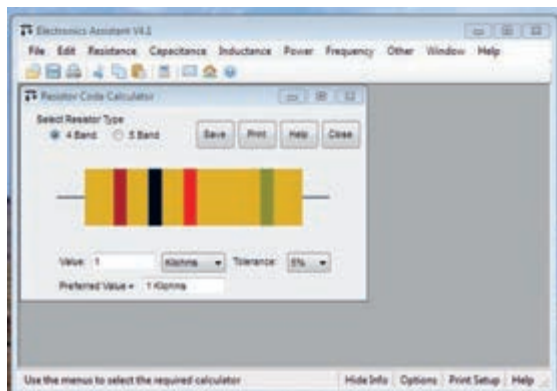 Electronics Assistant V4.1
File Edit Resistance Capacitance Inductance Power Frequency Other Window Help
Resistor Code Calculator
Select Resistor Type
4 Band 5 Band Save Print Help Close
Value: 1 Kilohms Tolerance: 5%
Preferred Value = 1 Kilohms
Use the menus to select the required calculator Hide Info Options Print Setup Help